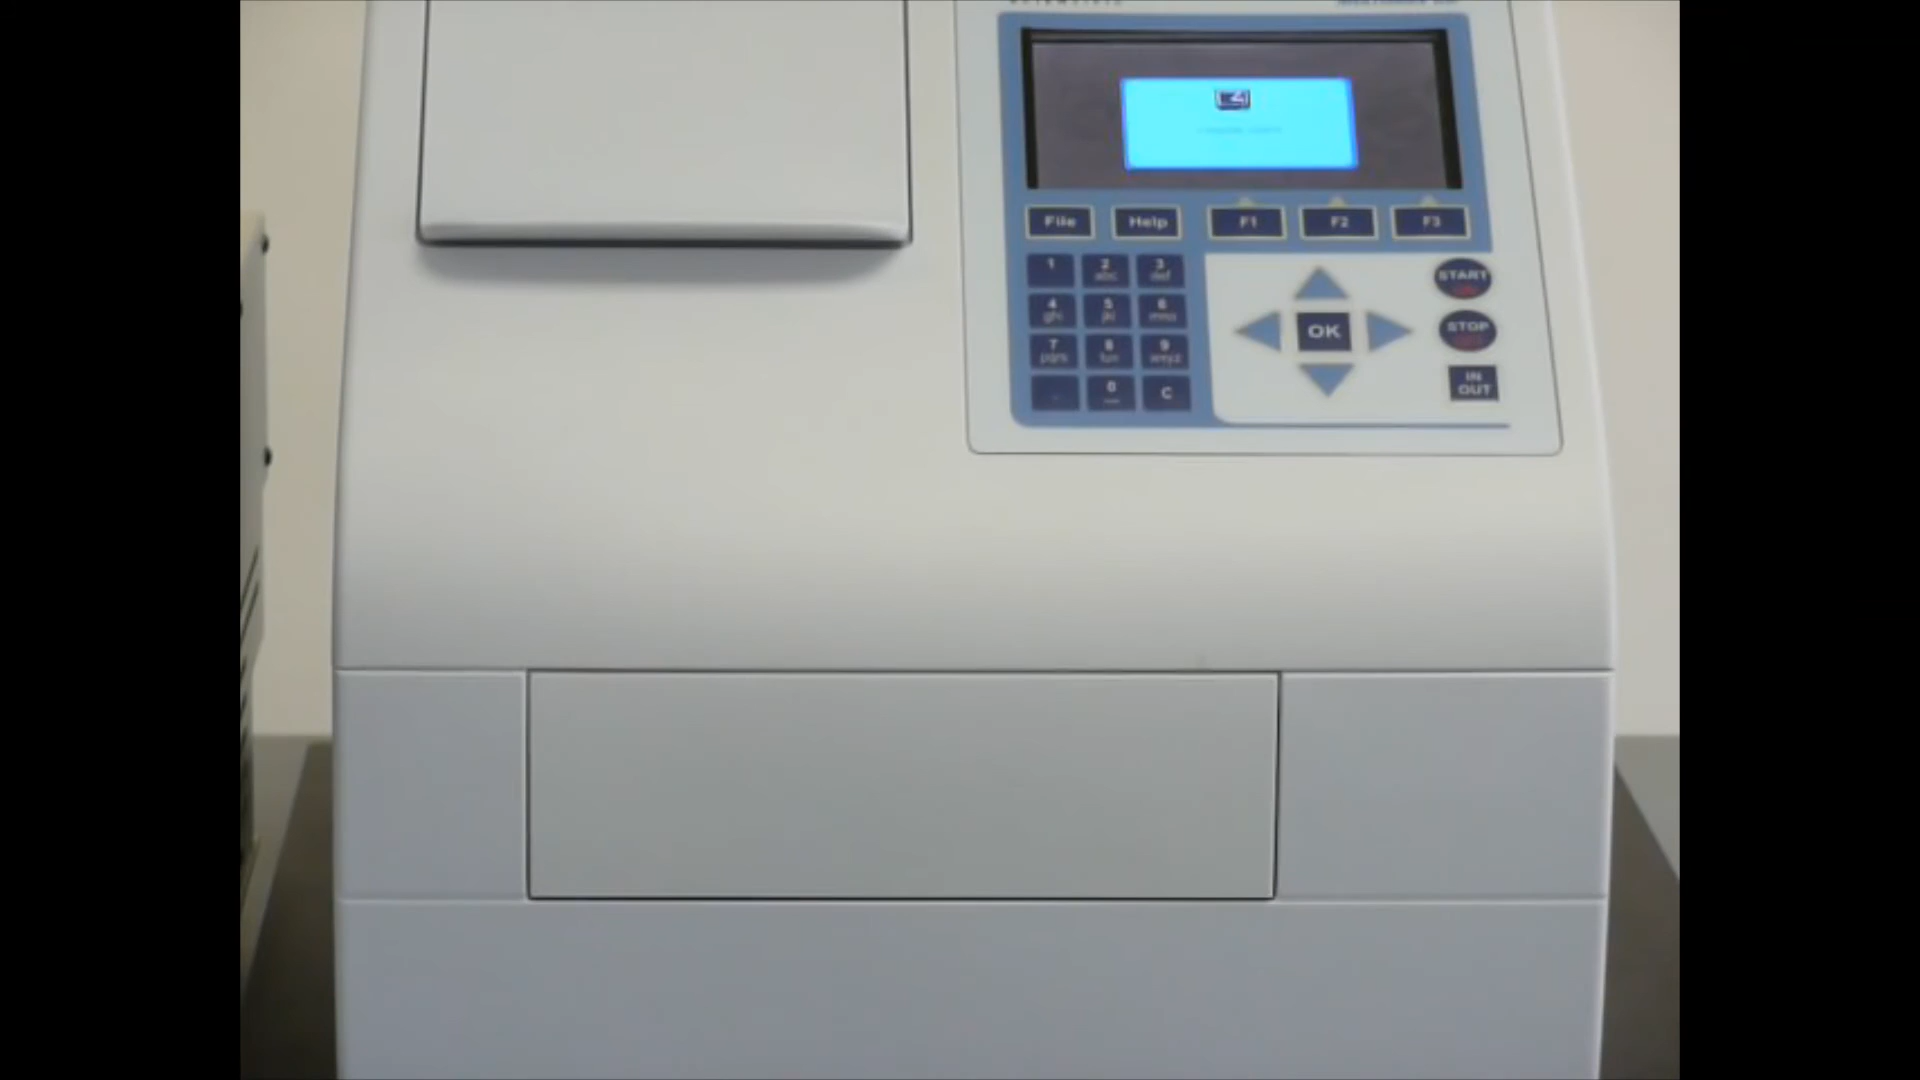 File Help F1 F2 F3
1 2 abc 3 def
START
4 ghi 5 jkl 6 mno
OK
STOP
7 pqrs 8 tuv 9 wxyz
IN
OUT
. 0 C